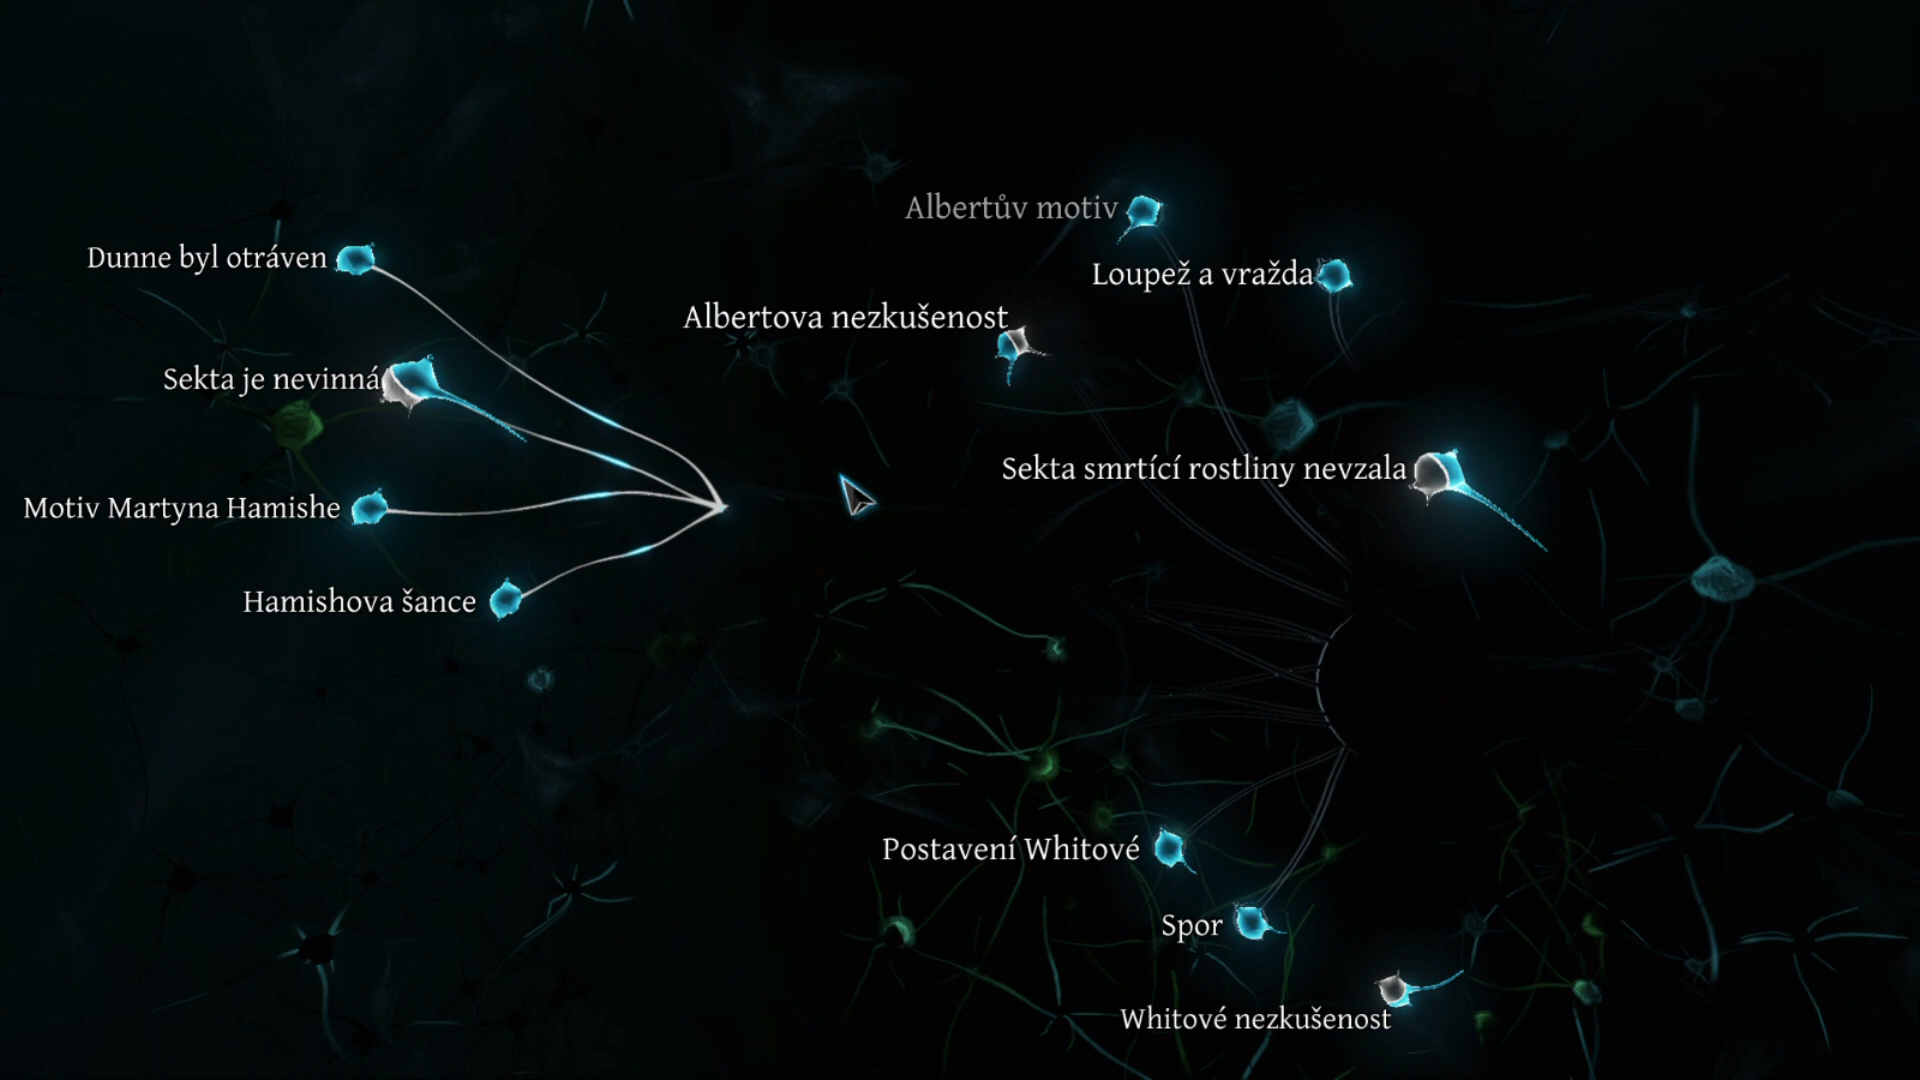 Albertův motiv
Dunne byl otráven
Loupež a vražda
Albertova nezkušenost
Sekta je nevinná
Sekta smrtící rostliny nevzala
Motiv Martyna Hamishe
Hamishova šance
Postavení Whitové
Spor
Whitové nezkušenost